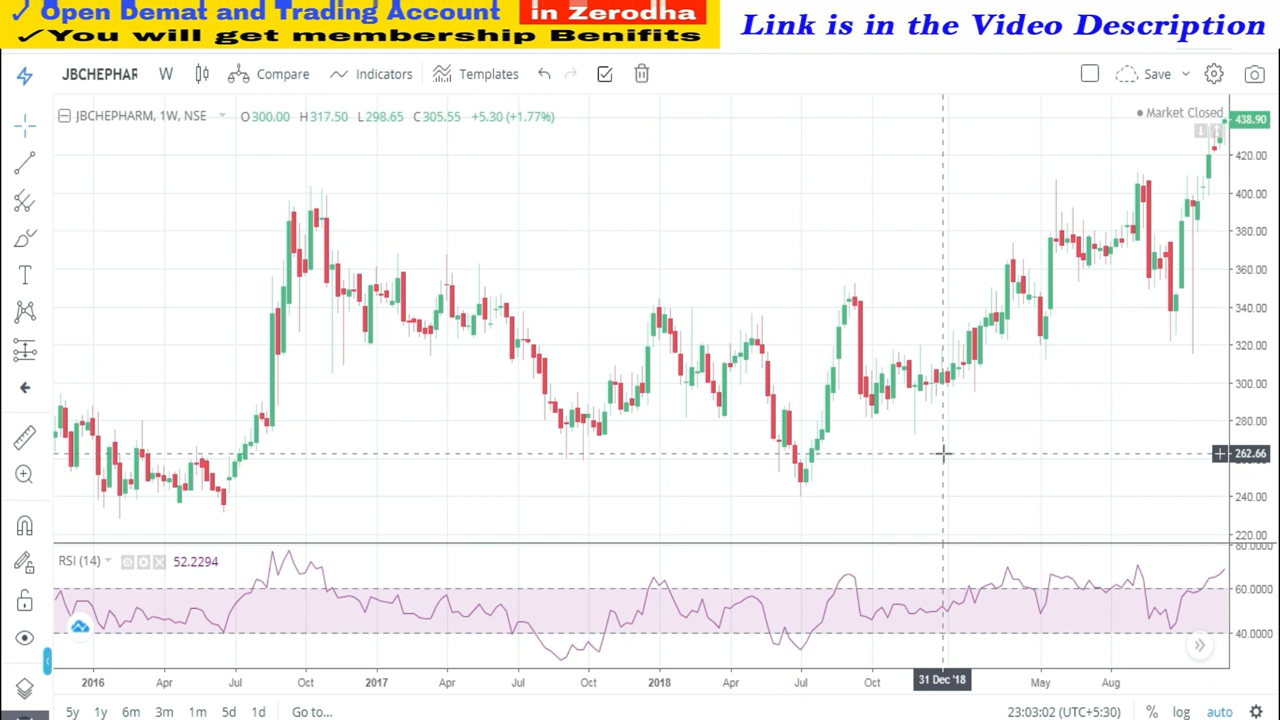 ✓ Open Demat and Trading Account In Zerodha
✓You will get membership Benifits
Link is in the Video Description
JBCHEPHAR W Compare Indicators Templates Save
JBCHEPHARM, 1W, NSE O300.00 H317.50 L298.65 C305.55 +5.30 (+1.77%)
Market Closed
438.90
420.00
400.00
380.00
360.00
340.00
320.00
300.00
280.00
262.66
240.00
220.00
80.0000
RSI (14) 52.2294
60.0000
40.0000
2016 Apr Jul Oct 2017 Apr Jul Oct 2018 Apr Jul Oct 31 Dec '18 May Aug
5y 1y 6m 3m 1m 5d 1d Go to... 23:03:02 (UTC+5:30) % log auto